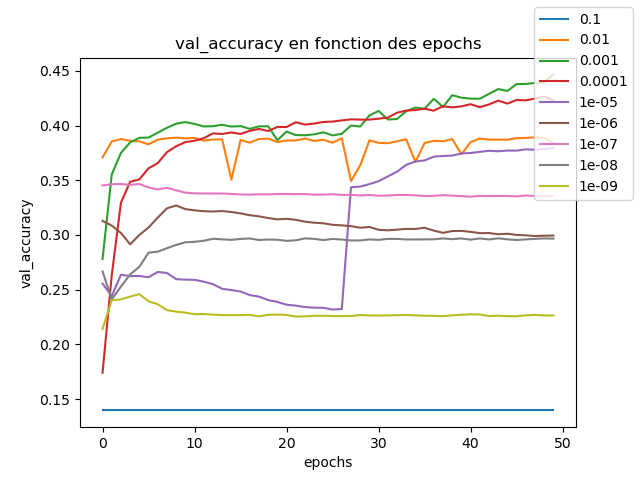 val_accuracy en fonction des epochs
0.1
0.01
0.001
0.0001
1e-05
1e-06
1e-07
1e-08
1e-09
0.45
0.40
0.35
0.30
0.25
0.20
0.15
val_accuracy
0 10 20 30 40 50
epochs